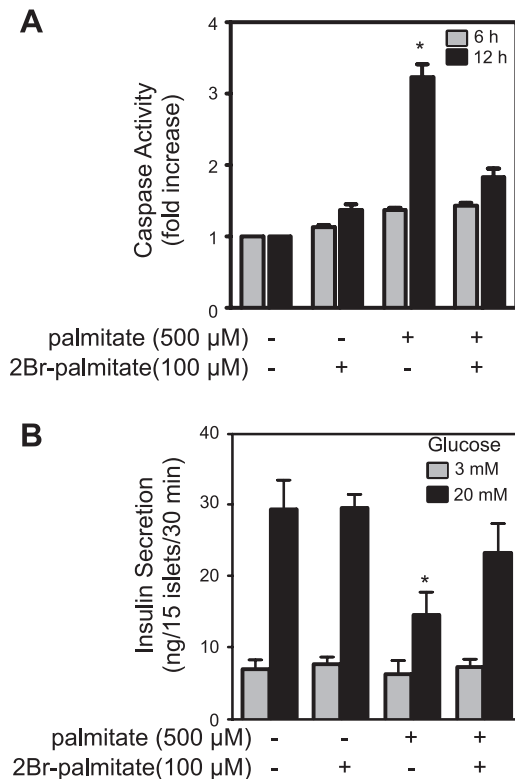 A
Caspase Activity
(fold increase)
4
3
2
1
0
*
6 h
12 h
palmitate (500 µM) - - + +
2Br-palmitate(100 µM) - + - +
B
Insulin Secretion
(ng/15 islets/30 min)
40
30
20
10
0
Glucose
3 mM
20 mM
*
palmitate (500 µM) - - + +
2Br-palmitate(100 µM) - + - +